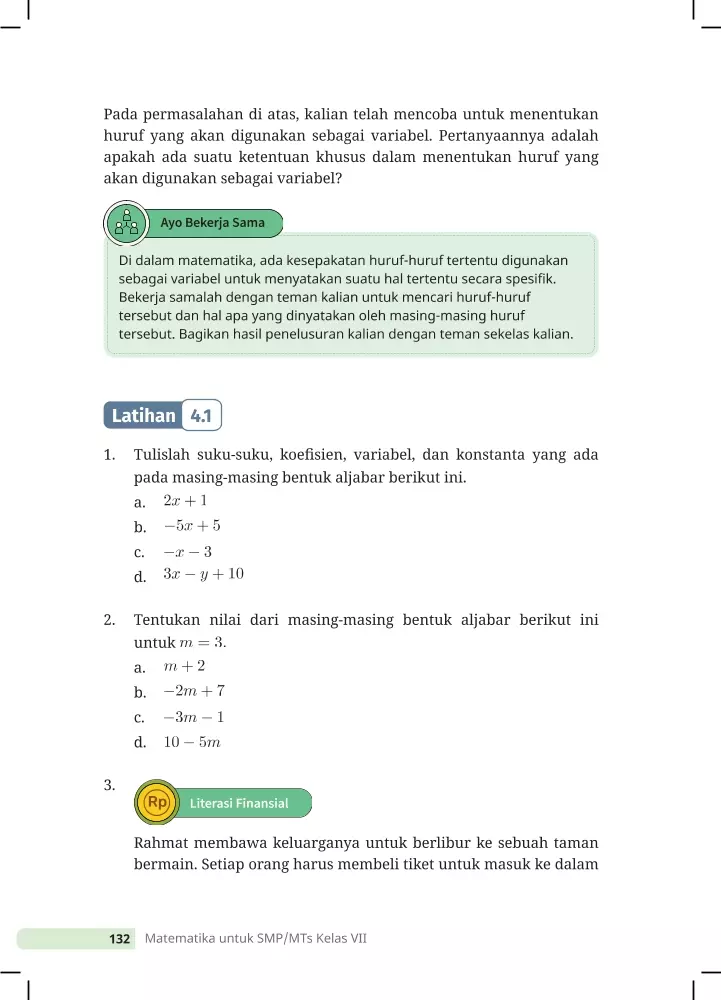 Pada permasalahan di atas, kalian telah mencoba untuk menentukan
huruf yang akan digunakan sebagai variabel. Pertanyaannya adalah
apakah ada suatu ketentuan khusus dalam menentukan huruf yang
akan digunakan sebagai variabel?
Ayo Bekerja Sama
Di dalam matematika, ada kesepakatan huruf-huruf tertentu digunakan
sebagai variabel untuk menyatakan suatu hal tertentu secara spesifik.
Bekerja samalah dengan teman kalian untuk mencari huruf-huruf
tersebut dan hal apa yang dinyatakan oleh masing-masing huruf
tersebut. Bagikan hasil penelusuran kalian dengan teman sekelas kalian.
Latihan 4.1
1. Tulislah suku-suku, koefisien, variabel, dan konstanta yang ada
pada masing-masing bentuk aljabar berikut ini.
a. 2x + 1
b. −5x + 5
c. −x − 3
d. 3x − y + 10
2. Tentukan nilai dari masing-masing bentuk aljabar berikut ini
untuk m = 3.
a. m + 2
b. −2m + 7
c. −3m − 1
d. 10 − 5m
3. Rp Literasi Finansial
Rahmat membawa keluarganya untuk berlibur ke sebuah taman
bermain. Setiap orang harus membeli tiket untuk masuk ke dalam
132 Matematika untuk SMP/MTs Kelas VII